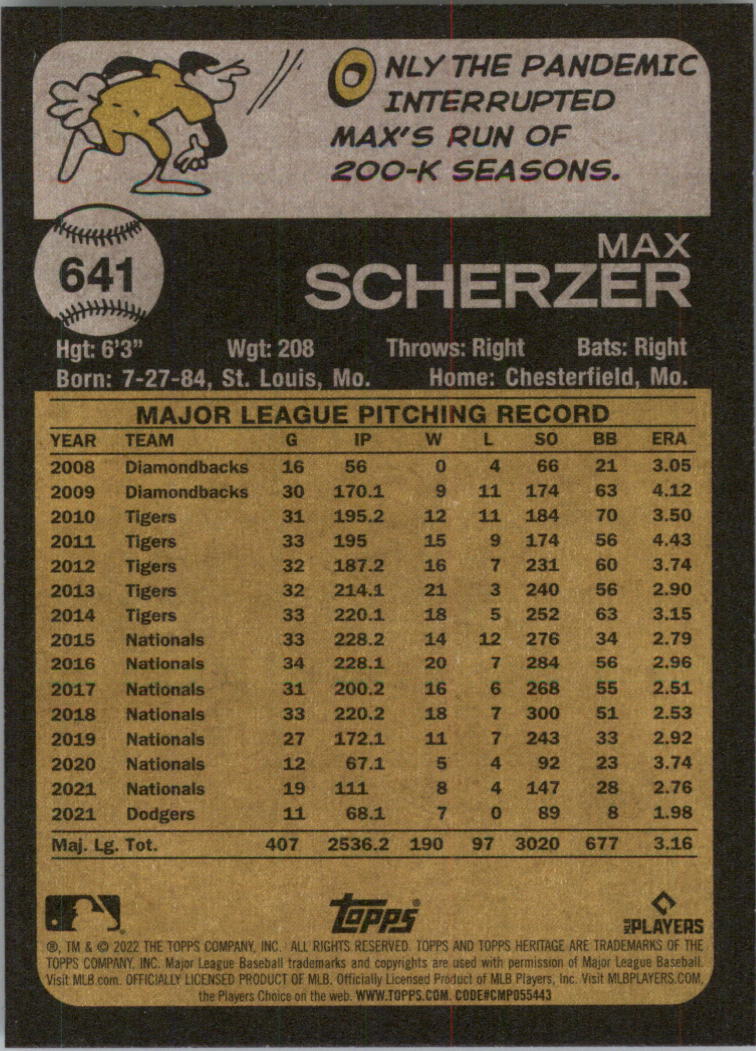 ONLY THE PANDEMIC
INTERRUPTED
MAX'S RUN OF
200-K SEASONS.
641
MAX
SCHERZER
Hgt: 6'3" Wgt: 208 Throws: Right Bats: Right
Born: 7-27-84, St. Louis, Mo. Home: Chesterfield, Mo.
MAJOR LEAGUE PITCHING RECORD
YEAR TEAM G IP W L SO BB ERA
2008 Diamondbacks 16 56 0 4 66 21 3.05
2009 Diamondbacks 30 170.1 9 11 174 63 4.12
2010 Tigers 31 195.2 12 11 184 70 3.50
2011 Tigers 33 195 15 9 174 56 4.43
2012 Tigers 32 187.2 16 7 231 60 3.74
2013 Tigers 32 214.1 21 3 240 56 2.90
2014 Tigers 33 220.1 18 5 252 63 3.15
2015 Nationals 33 228.2 14 12 276 34 2.79
2016 Nationals 34 228.1 20 7 284 56 2.96
2017 Nationals 31 200.2 16 6 268 55 2.51
2018 Nationals 33 220.2 18 7 300 51 2.53
2019 Nationals 27 172.1 11 7 243 33 2.92
2020 Nationals 12 67.1 5 4 92 23 3.74
2021 Nationals 19 111 8 4 147 28 2.76
2021 Dodgers 11 68.1 7 0 89 8 1.98
Maj. Lg. Tot. 407 2536.2 190 97 3020 677 3.16
Topps
MLB PLAYERS
®, TM & © 2022 THE TOPPS COMPANY, INC. ALL RIGHTS RESERVED. TOPPS AND TOPPS HERITAGE ARE TRADEMARKS OF THE
TOPPS COMPANY, INC. Major League Baseball trademarks and copyrights are used with permission of Major League Baseball.
Visit MLB.com. OFFICIALLY LICENSED PRODUCT OF MLB. Officially Licensed Product of MLB Players, Inc. Visit MLBPLAYERS.COM,
the Players Choice on the web. WWW.TOPPS.COM. CODE#CMP055443